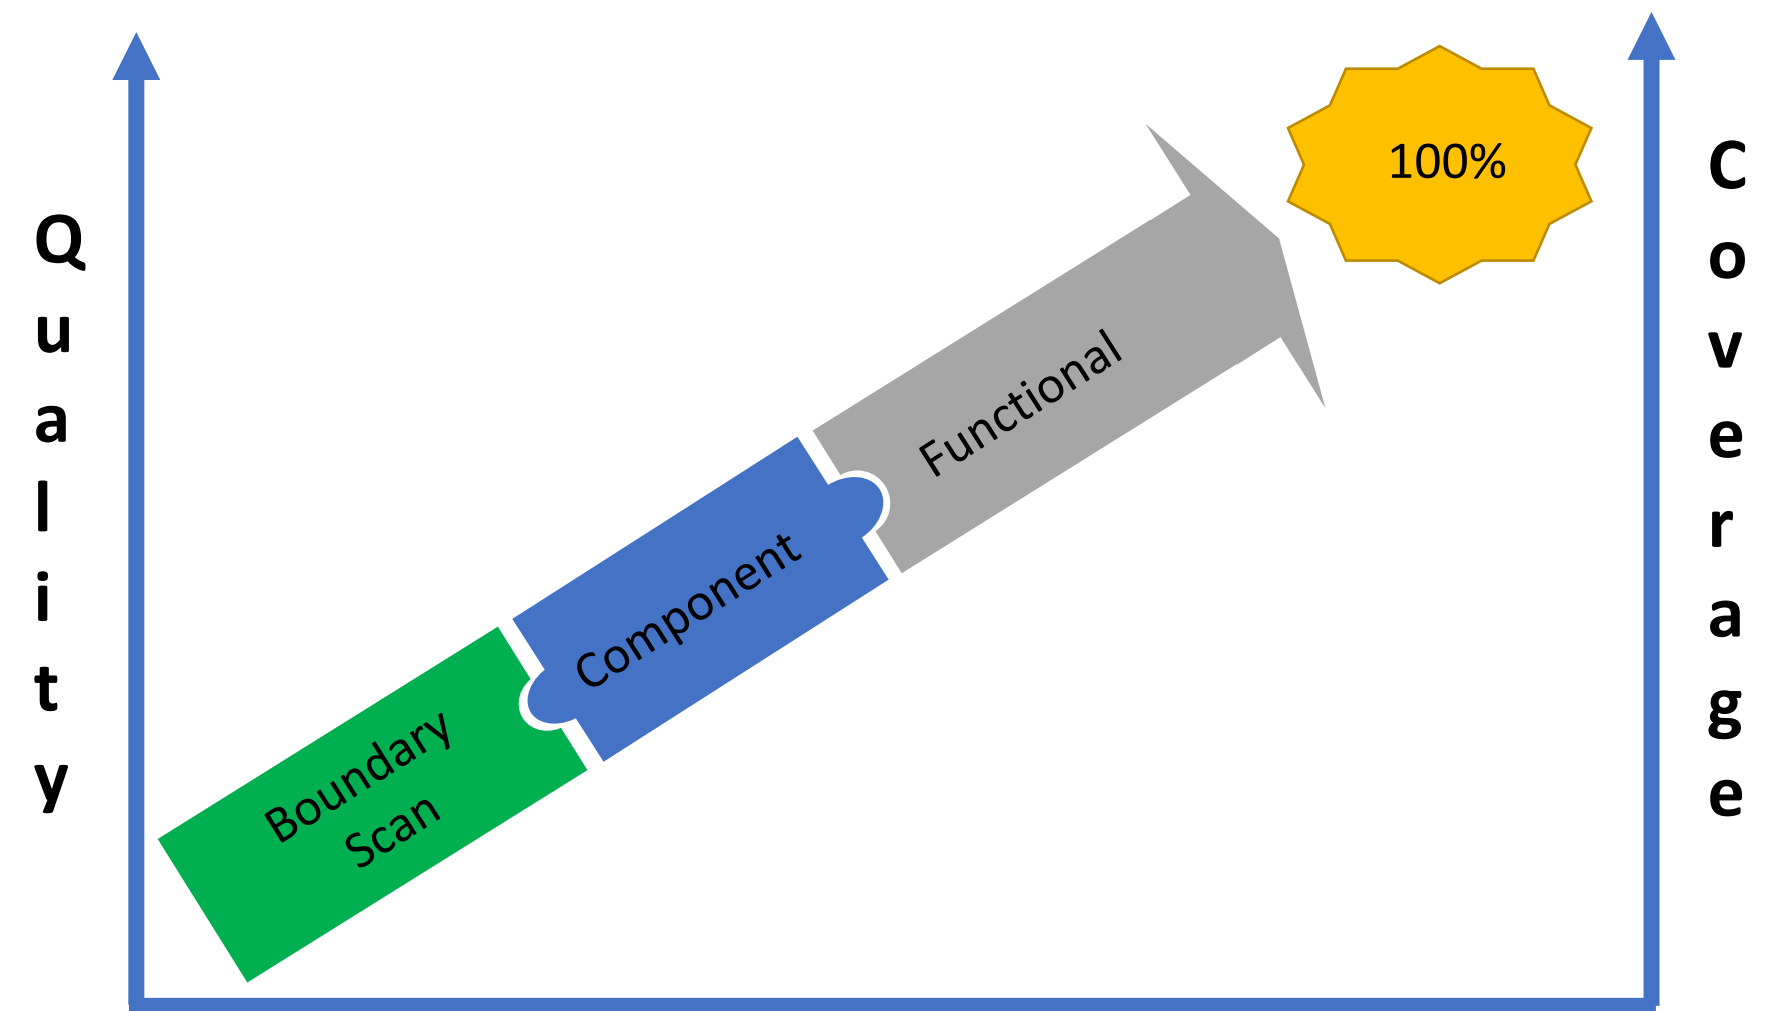 Quality
Boundary
Scan
Component
Functional
100%
Coverage